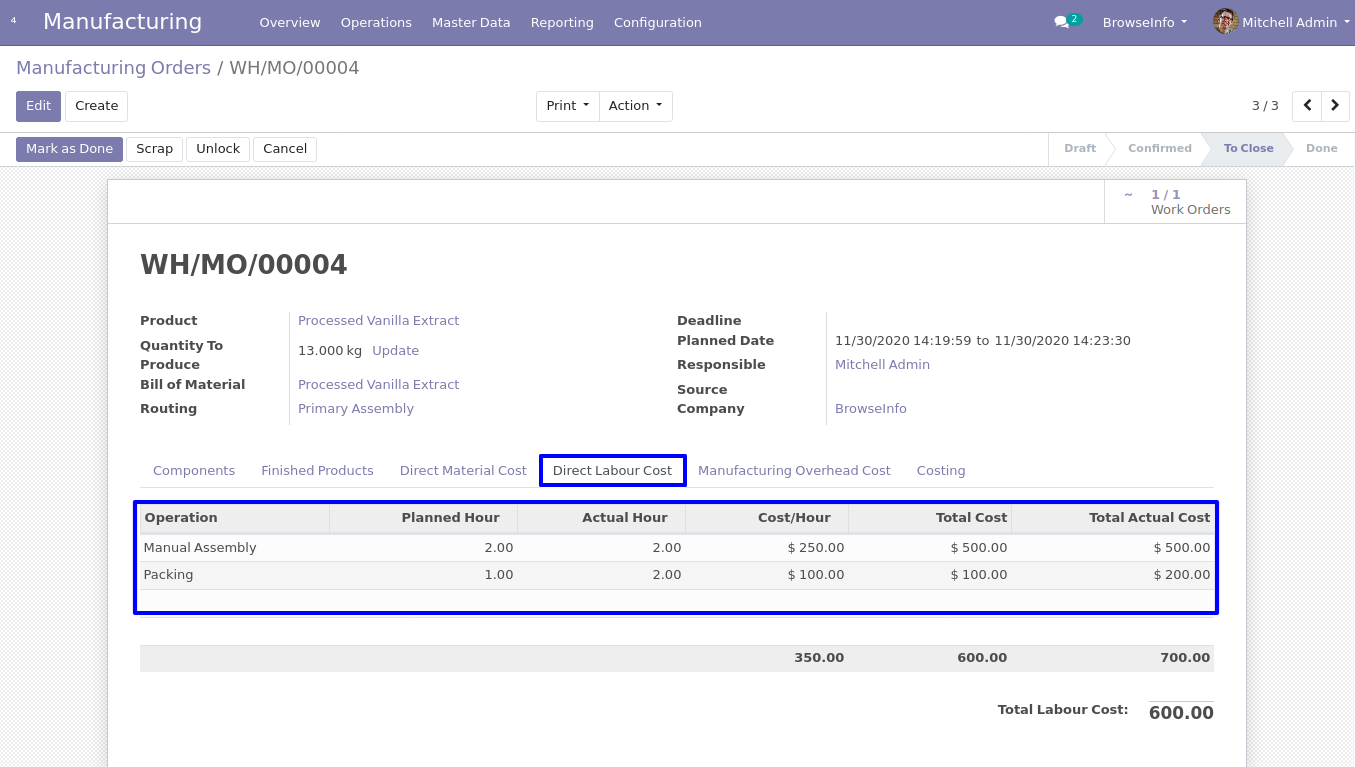 4 Manufacturing Overview Operations Master Data Reporting Configuration 2 BrowseInfo Mitchell Admin
Manufacturing Orders / WH/MO/00004
Edit Create Print Action 3 / 3
Mark as Done Scrap Unlock Cancel Draft Confirmed To Close Done
~ 1 / 1
Work Orders
WH/MO/00004
Product Processed Vanilla Extract
Quantity To Produce 13.000 kg Update
Bill of Material Processed Vanilla Extract
Routing Primary Assembly
Deadline
Planned Date 11/30/2020 14:19:59 to 11/30/2020 14:23:30
Responsible Mitchell Admin
Source
Company BrowseInfo
Components Finished Products Direct Material Cost Direct Labour Cost Manufacturing Overhead Cost Costing
Operation Planned Hour Actual Hour Cost/Hour Total Cost Total Actual Cost
Manual Assembly 2.00 2.00 $ 250.00 $ 500.00 $ 500.00
Packing 1.00 2.00 $ 100.00 $ 100.00 $ 200.00
350.00 600.00 700.00
Total Labour Cost: 600.00